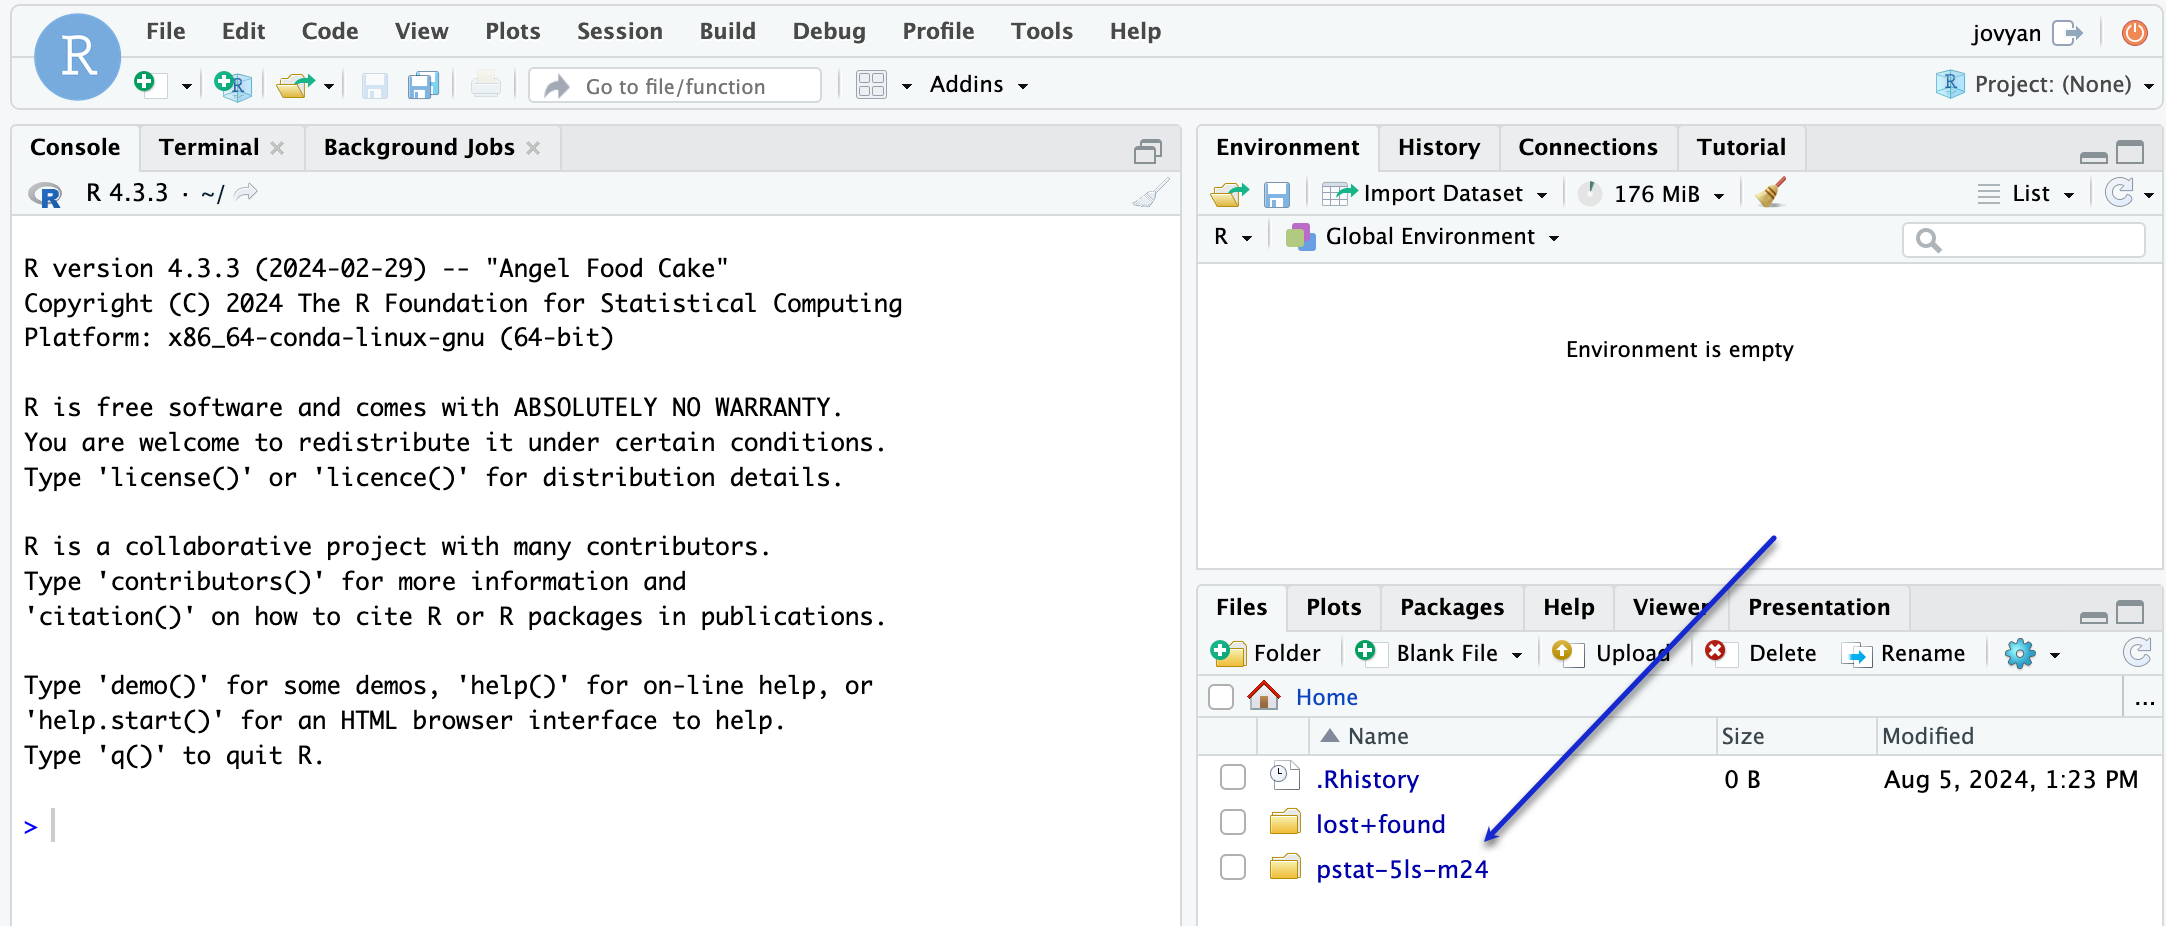 R
File Edit Code View Plots Session Build Debug Profile Tools Help
jovyan
R
Go to file/function
Addins
R
Project: (None)
Console Terminal Background Jobs
R R 4.3.3 · ~/
R version 4.3.3 (2024-02-29) -- "Angel Food Cake"
Copyright (C) 2024 The R Foundation for Statistical Computing
Platform: x86_64-conda-linux-gnu (64-bit)
R is free software and comes with ABSOLUTELY NO WARRANTY.
You are welcome to redistribute it under certain conditions.
Type 'license()' or 'licence()' for distribution details.
R is a collaborative project with many contributors.
Type 'contributors()' for more information and
'citation()' on how to cite R or R packages in publications.
Type 'demo()' for some demos, 'help()' for on-line help, or
'help.start()' for an HTML browser interface to help.
Type 'q()' to quit R.
>
Environment History Connections Tutorial
Import Dataset 176 MiB List
R Global Environment
Environment is empty
Files Plots Packages Help Viewer Presentation
Folder Blank File Upload Delete Rename
Home ...
Name Size Modified
.Rhistory 0 B Aug 5, 2024, 1:23 PM
lost+found
pstat-5ls-m24